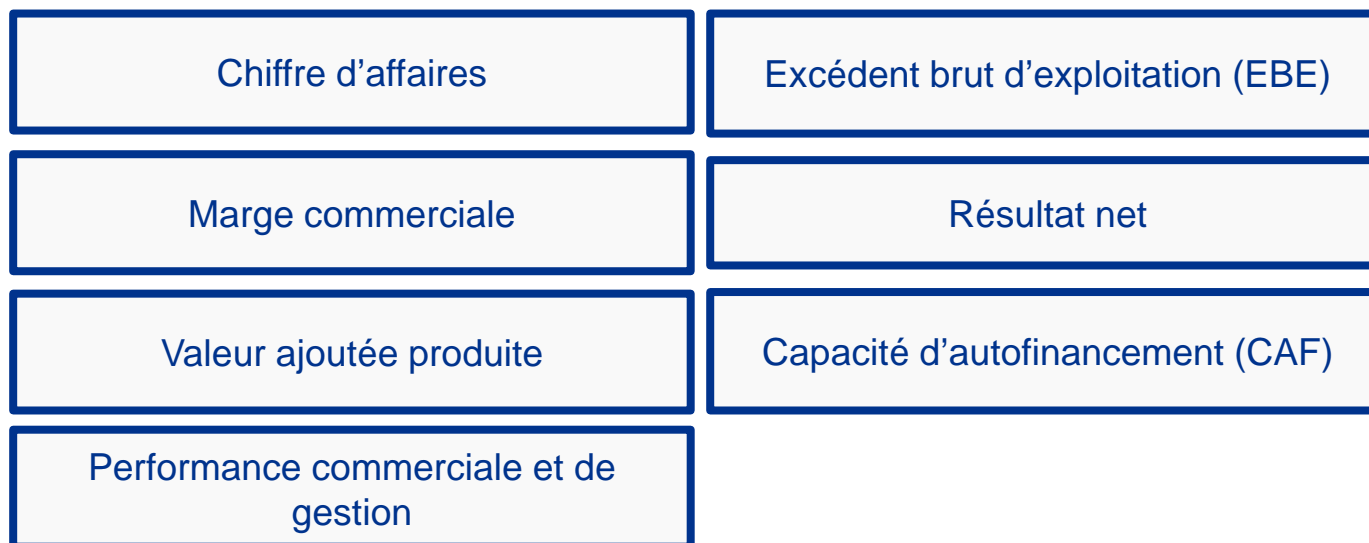 Chiffre d’affaires
Marge commerciale
Valeur ajoutée produite
Performance commerciale et de
gestion
Excédent brut d’exploitation (EBE)
Résultat net
Capacité d’autofinancement (CAF)